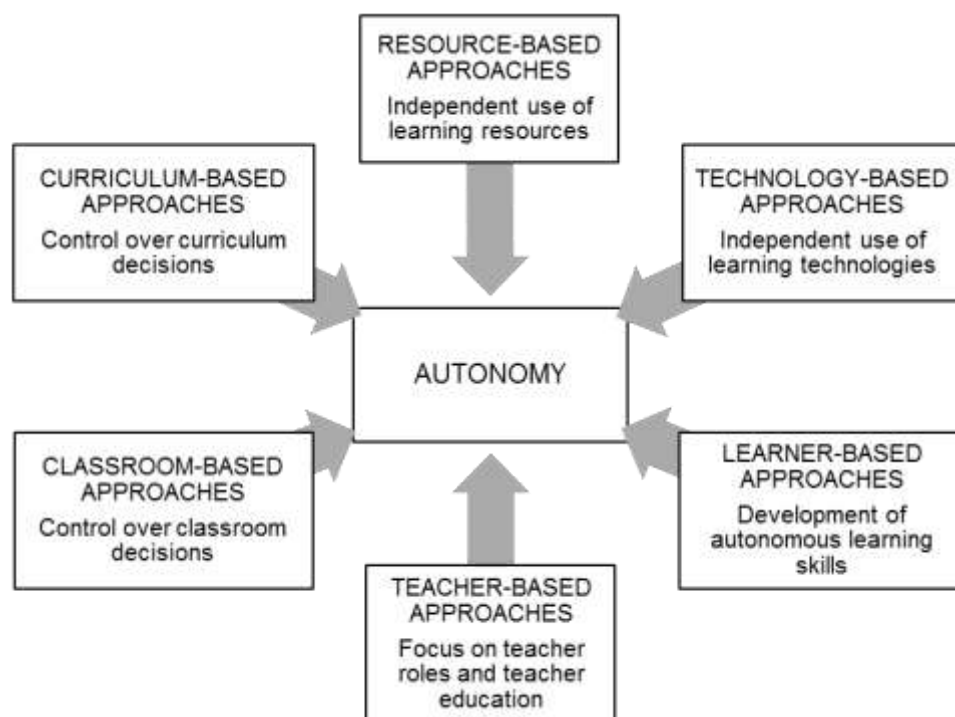 RESOURCE-BASED
APPROACHES
Independent use of
learning resources
CURRICULUM-BASED
APPROACHES
Control over curriculum
decisions
TECHNOLOGY-BASED
APPROACHES
Independent use of
learning technologies
AUTONOMY
CLASSROOM-BASED
APPROACHES
Control over classroom
decisions
LEARNER-BASED
APPROACHES
Development of
autonomous learning
skills
TEACHER-BASED
APPROACHES
Focus on teacher
roles and teacher
education